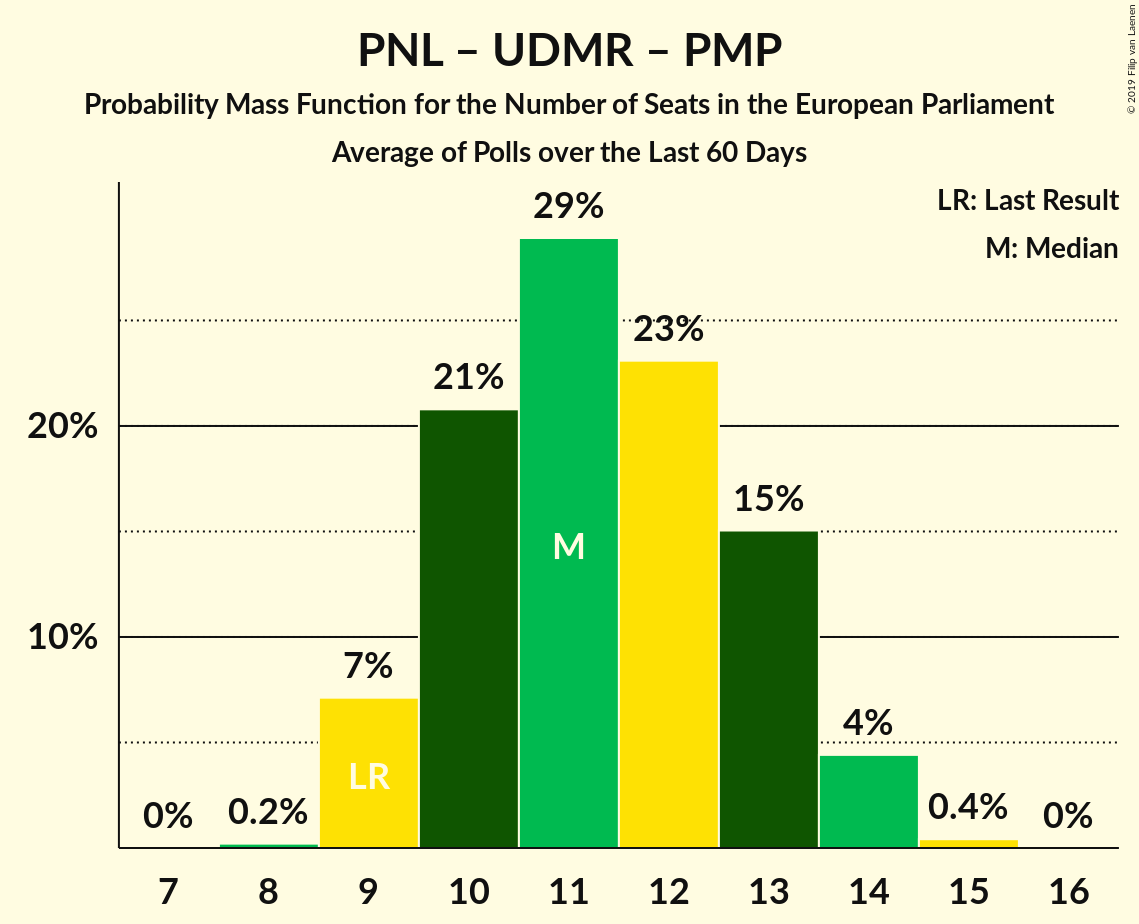 PNL – UDMR – PMP
Probability Mass Function for the Number of Seats in the European Parliament
Average of Polls over the Last 60 Days
© 2019 Filip van Laenen
LR: Last Result
M: Median
29%
23%
21%
20%
15%
M
10%
7%
4%
LR
0%
0.2%
0.4%
0%
7 8 9 10 11 12 13 14 15 16